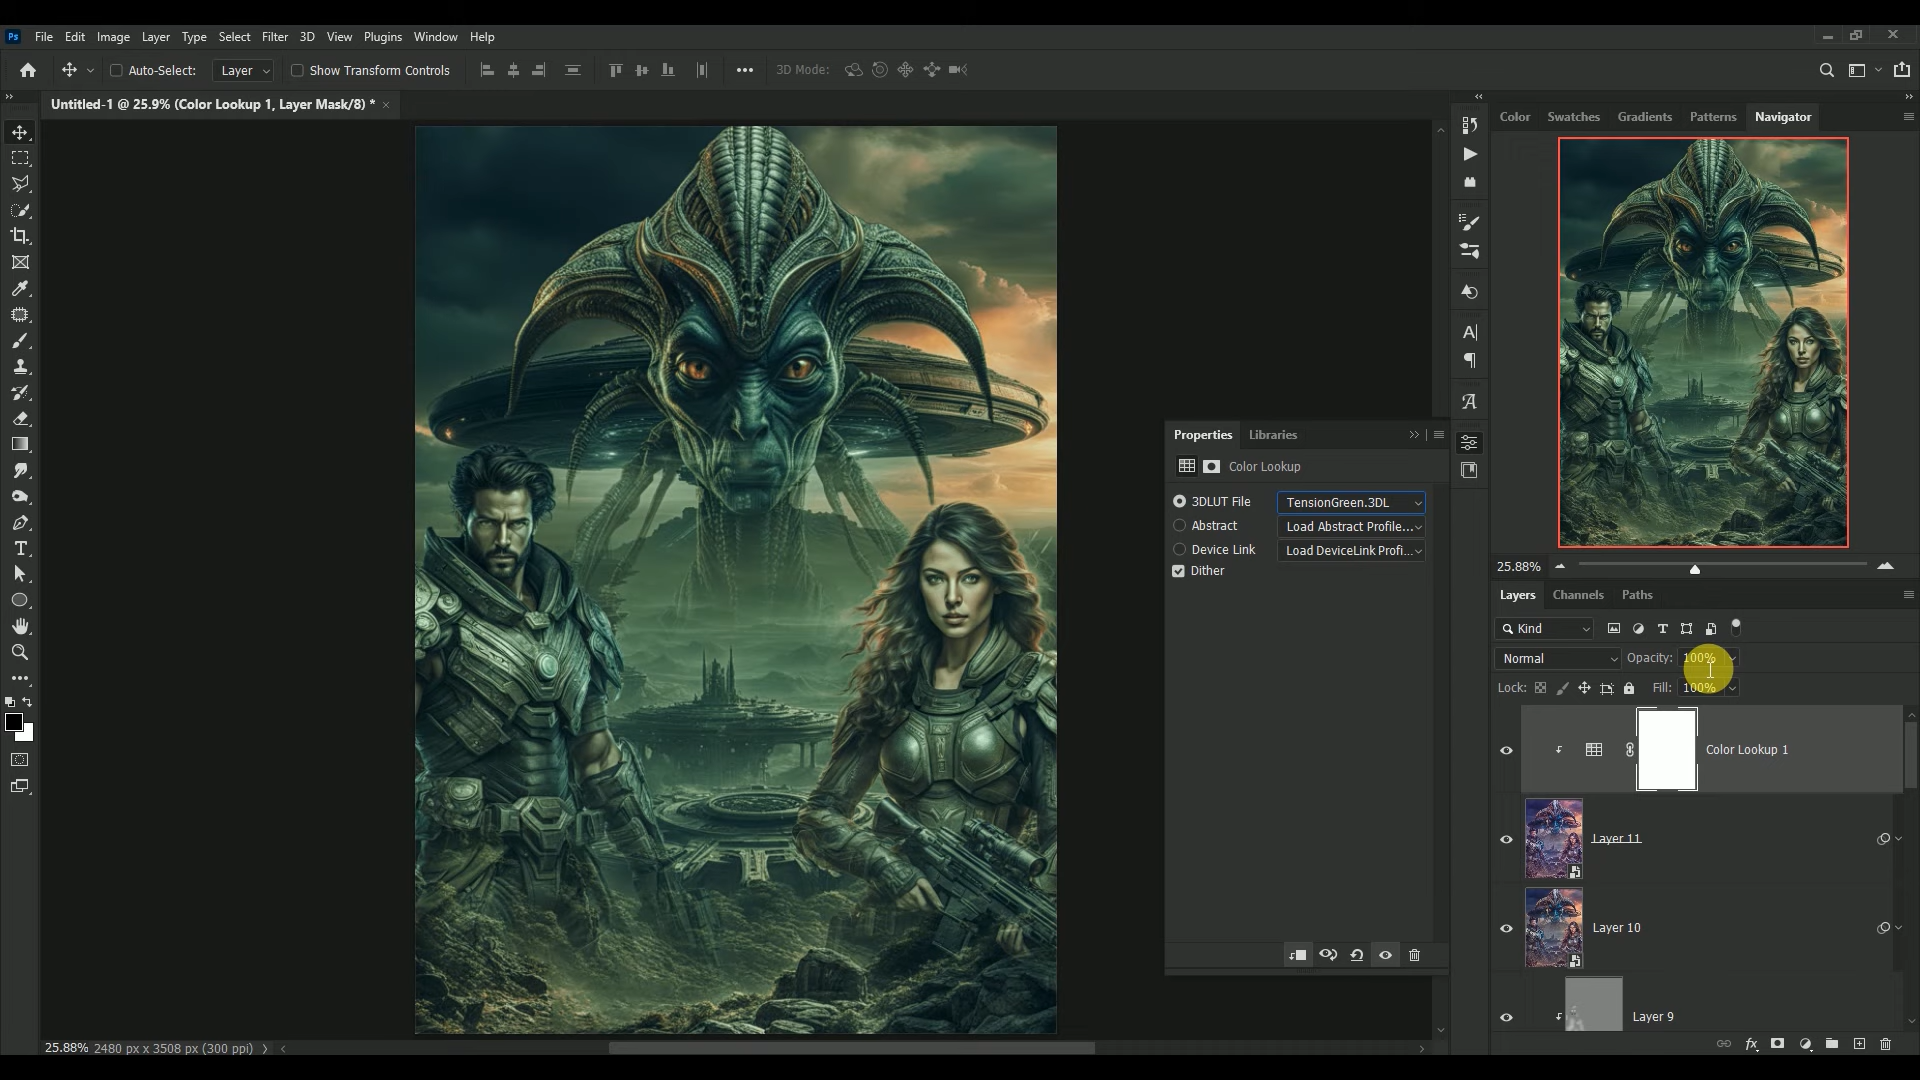 Ps File Edit Image Layer Type Select Filter 3D View Plugins Window Help
Auto-Select: Layer Show Transform Controls 3D Mode:
Untitled-1 @ 25.9% (Color Lookup 1, Layer Mask/8) *
Color Swatches Gradients Patterns Navigator
Properties Libraries
Color Lookup
3DLUT File TensionGreen.3DL
Abstract Load Abstract Profile...
Device Link Load DeviceLink Profi...
Dither
25.88%
Layers Channels Paths
Kind
Normal Opacity: 100%
Lock: Fill: 100%
Color Lookup 1
Layer 11
Layer 10
Layer 9
25.88% 2480 px x 3508 px (300 ppi)